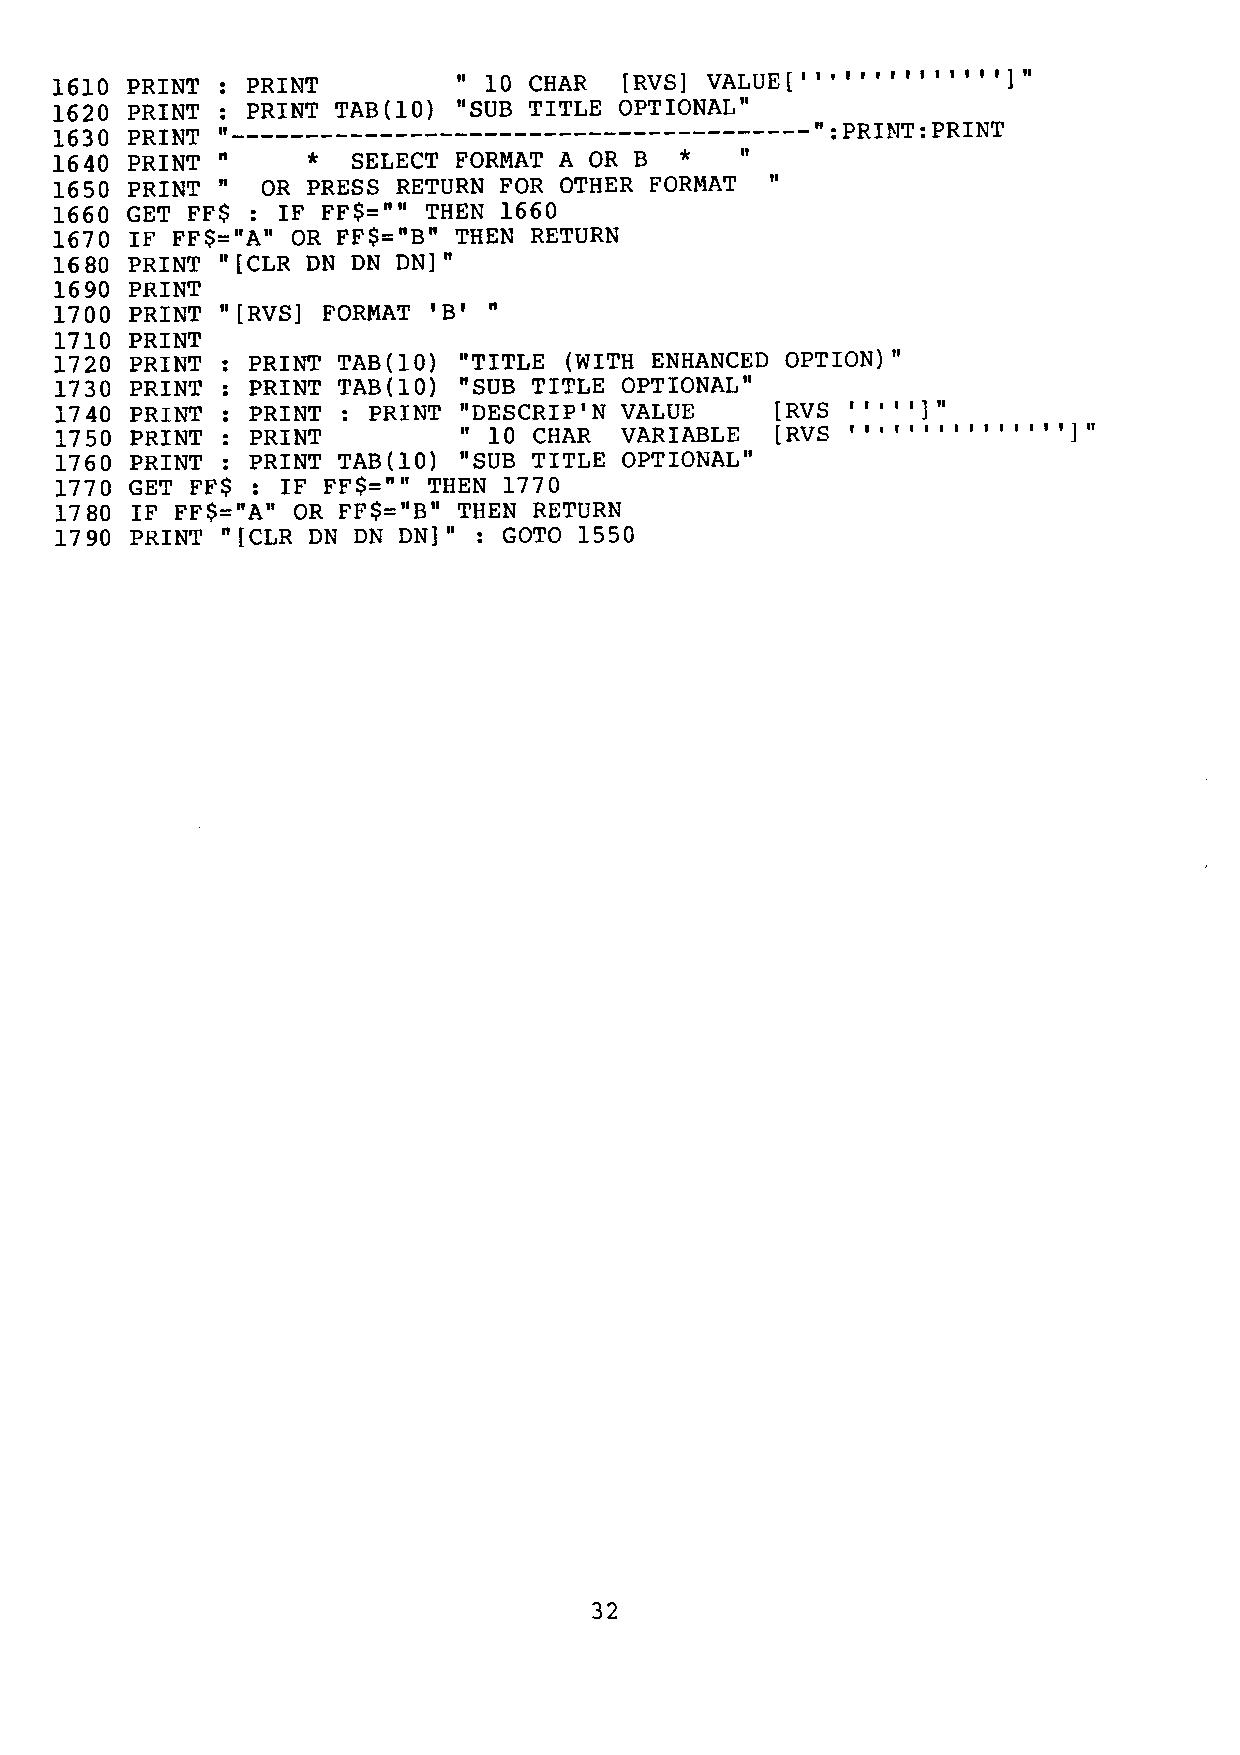 1610 PRINT : PRINT         " 10 CHAR  [RVS] VALUE['''''''''''''']"
1620 PRINT : PRINT TAB(10) "SUB TITLE OPTIONAL"
1630 PRINT "---------------------------------------":PRINT:PRINT
1640 PRINT "     *  SELECT FORMAT A OR B  *   "
1650 PRINT "  OR PRESS RETURN FOR OTHER FORMAT  "
1660 GET FF$ : IF FF$="" THEN 1660
1670 IF FF$="A" OR FF$="B" THEN RETURN
1680 PRINT "[CLR DN DN DN]"
1690 PRINT
1700 PRINT "[RVS] FORMAT 'B' "
1710 PRINT
1720 PRINT : PRINT TAB(10) "TITLE (WITH ENHANCED OPTION)"
1730 PRINT : PRINT TAB(10) "SUB TITLE OPTIONAL"
1740 PRINT : PRINT : PRINT "DESCRIP'N VALUE     [RVS ''''']"
1750 PRINT : PRINT         " 10 CHAR  VARIABLE  [RVS ''''''''''''''']"
1760 PRINT : PRINT TAB(10) "SUB TITLE OPTIONAL"
1770 GET FF$ : IF FF$="" THEN 1770
1780 IF FF$="A" OR FF$="B" THEN RETURN
1790 PRINT "[CLR DN DN DN]" : GOTO 1550
32